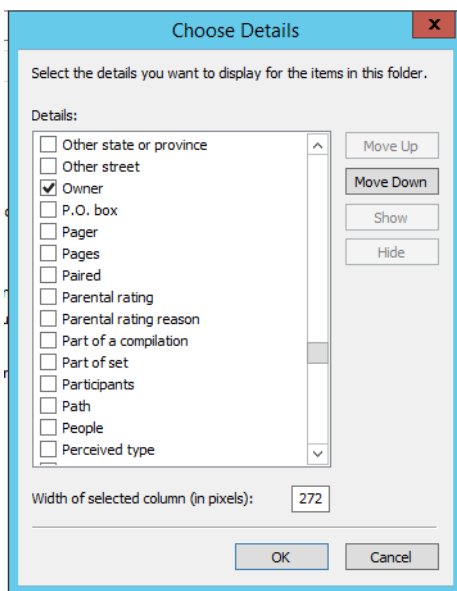 Choose Details
x
Select the details you want to display for the items in this folder.
Details:
Other state or province
Move Up
Other street
Owner
Move Down
P.O. box
Pager
Show
Pages
Hide
Paired
Parental rating
Parental rating reason
Part of a compilation
Part of set
Participants
Path
People
Perceived type
Width of selected column (in pixels):
272
OK
Cancel